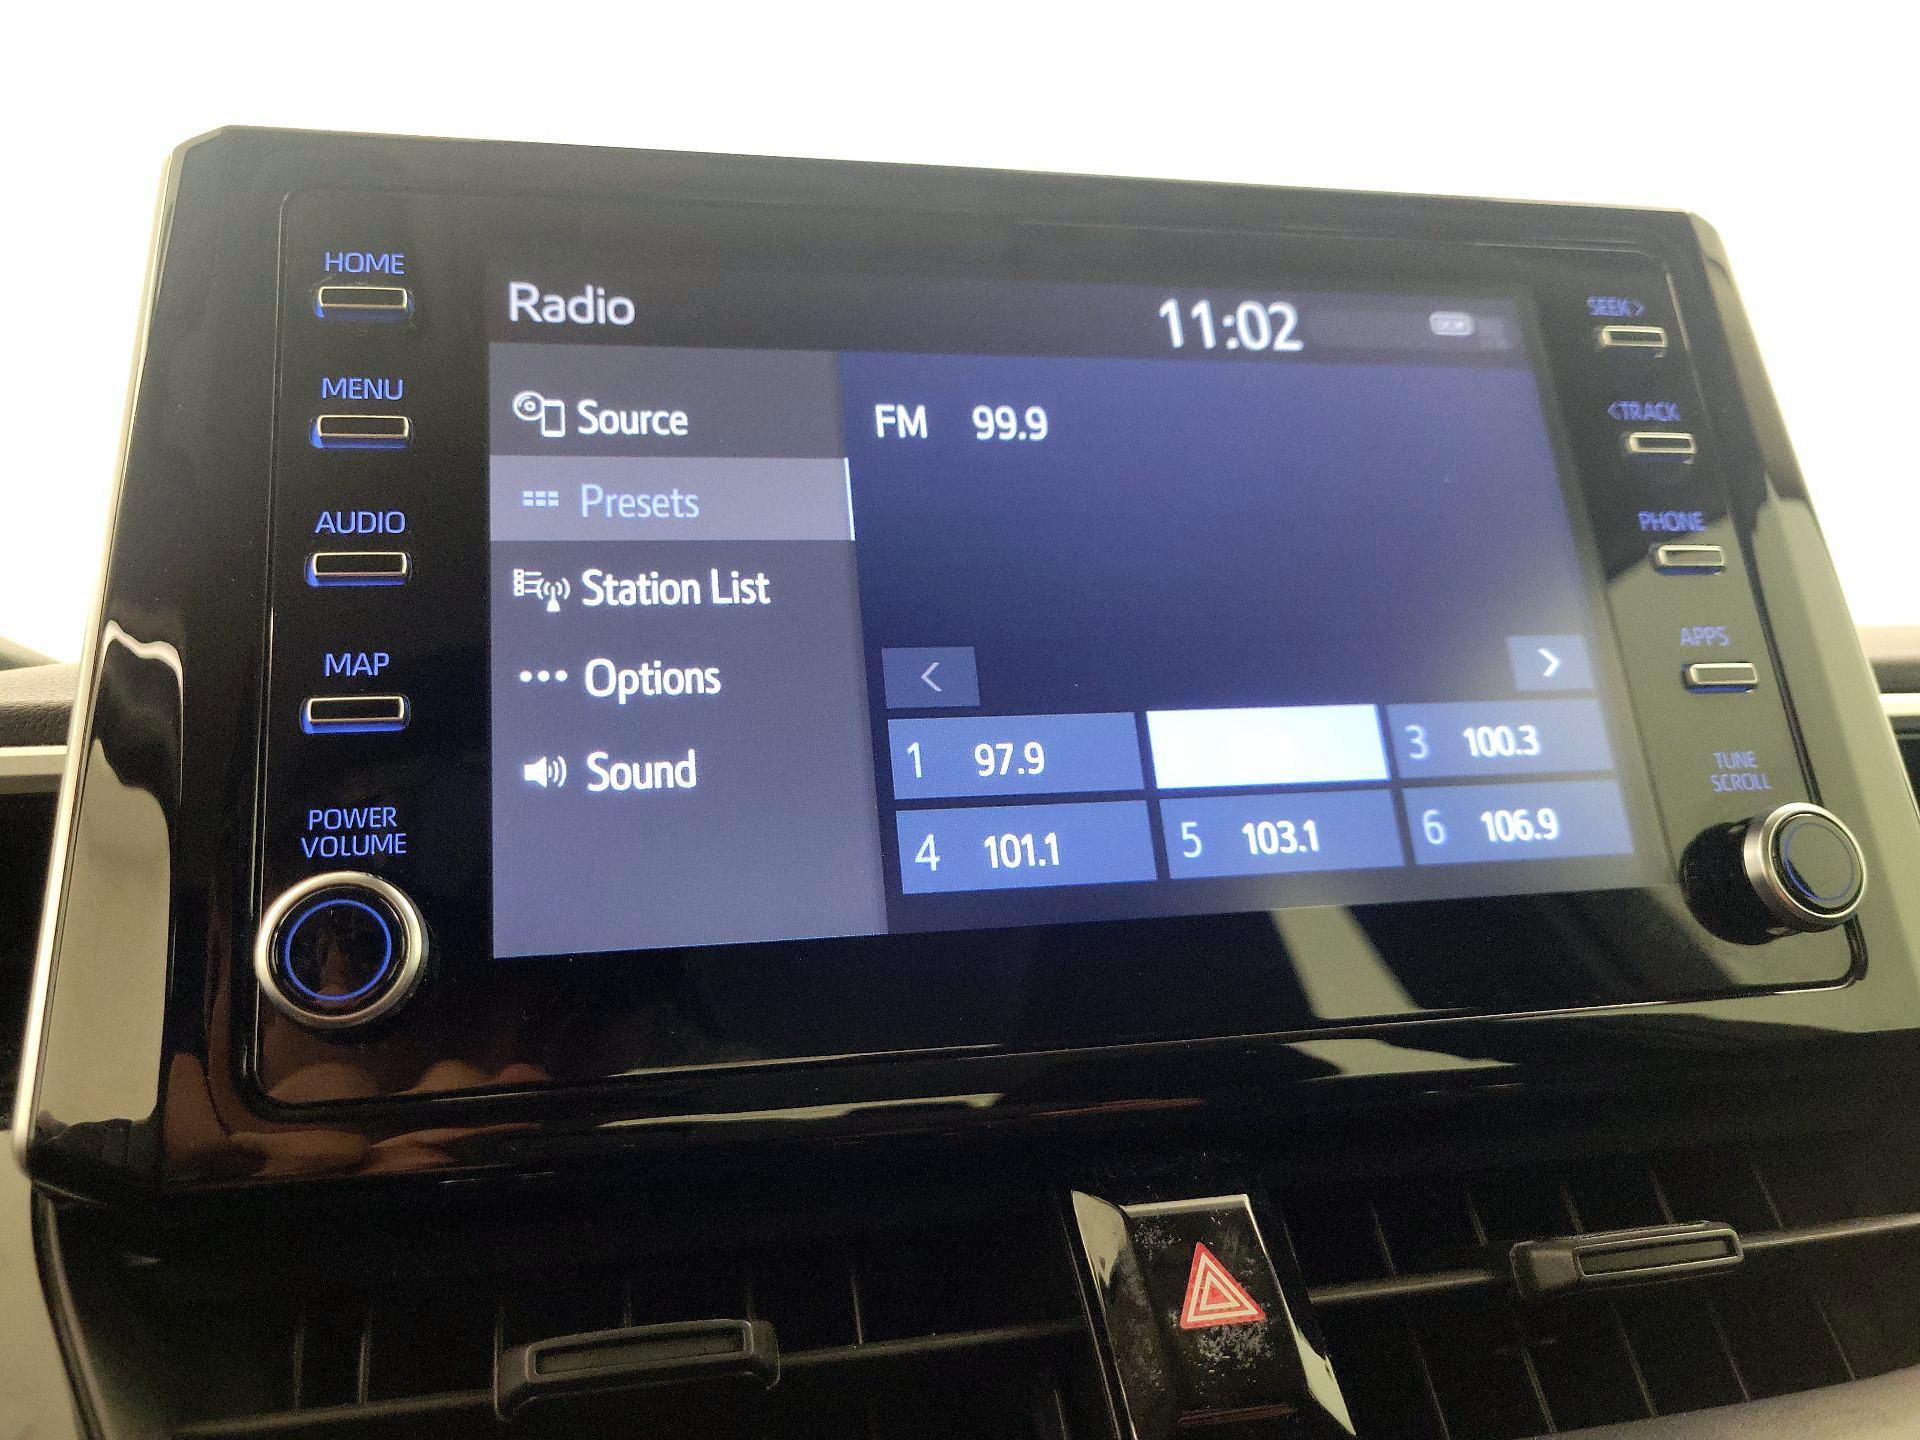 HOME
MENU
AUDIO
MAP
POWER
VOLUME
Radio
11:02
Source
Presets
Station List
Options
Sound
FM 99.9
<
>
1 97.9
3 100.3
4 101.1
5 103.1
6 106.9
SEEK >
< TRACK
PHONE
APPS
TUNE
SCROLL